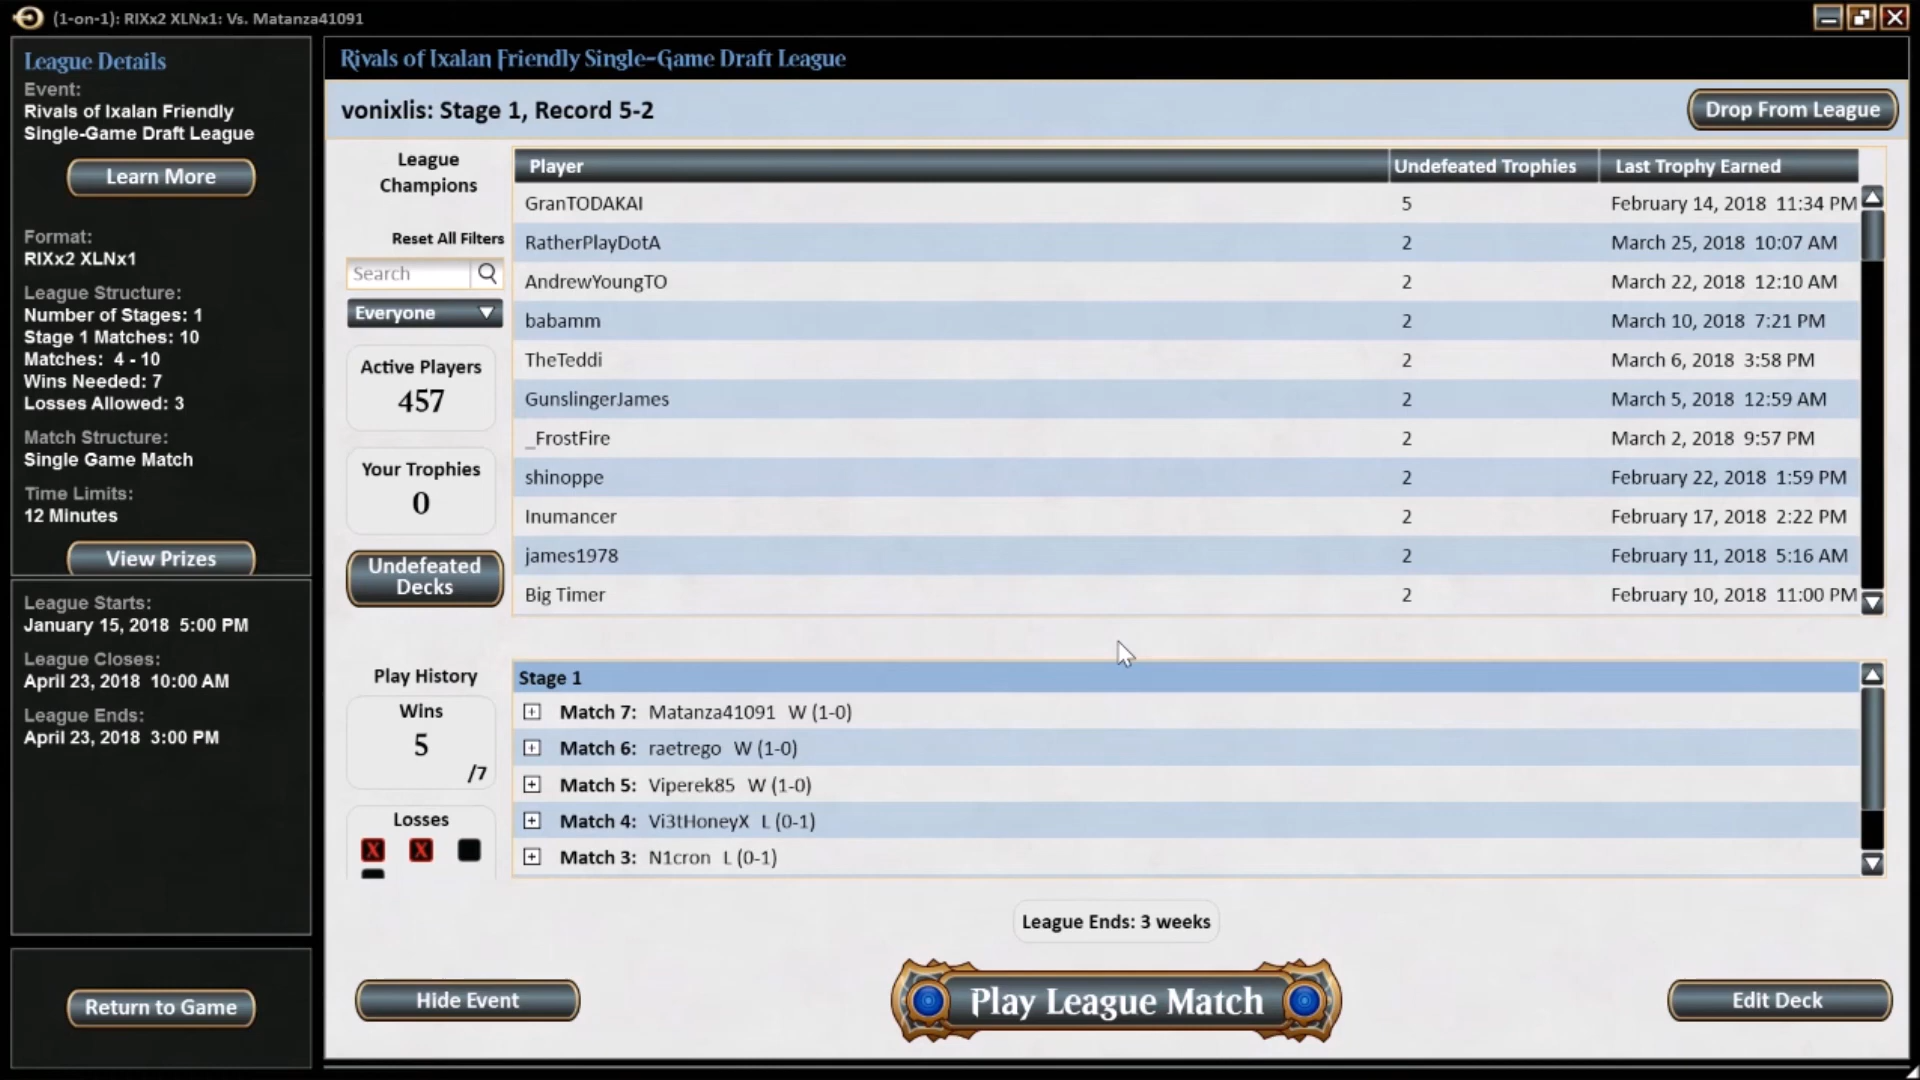 (1-on-1): RIXx2 XLNx1: Vs. Matanza41091
League Details
Event:
Rivals of Ixalan Friendly
Single-Game Draft League
Learn More
Format:
RIXx2 XLNx1
League Structure:
Number of Stages: 1
Stage 1 Matches: 10
Matches: 4 - 10
Wins Needed: 7
Losses Allowed: 3
Match Structure:
Single Game Match
Time Limits:
12 Minutes
View Prizes
League Starts:
January 15, 2018 5:00 PM
League Closes:
April 23, 2018 10:00 AM
League Ends:
April 23, 2018 3:00 PM
Return to Game
Rivals of Ixalan Friendly Single-Game Draft League
vonixlis: Stage 1, Record 5-2
Drop From League
League
Champions
Reset All Filters
Search
Everyone
Active Players
457
Your Trophies
0
Undefeated
Decks
Player Undefeated Trophies Last Trophy Earned
GranTODAKAI 5 February 14, 2018 11:34 PM
RatherPlayDotA 2 March 25, 2018 10:07 AM
AndrewYoungTO 2 March 22, 2018 12:10 AM
babamm 2 March 10, 2018 7:21 PM
TheTeddi 2 March 6, 2018 3:58 PM
GunslingerJames 2 March 5, 2018 12:59 AM
_FrostFire 2 March 2, 2018 9:57 PM
shinoppe 2 February 22, 2018 1:59 PM
Inumancer 2 February 17, 2018 2:22 PM
james1978 2 February 11, 2018 5:16 AM
Big Timer 2 February 10, 2018 11:00 PM
Play History
Wins
5
/7
Losses
X X
Stage 1
Match 7: Matanza41091 W (1-0)
Match 6: raetrego W (1-0)
Match 5: Viperek85 W (1-0)
Match 4: Vi3tHoneyX L (0-1)
Match 3: N1cron L (0-1)
League Ends: 3 weeks
Hide Event
Play League Match
Edit Deck